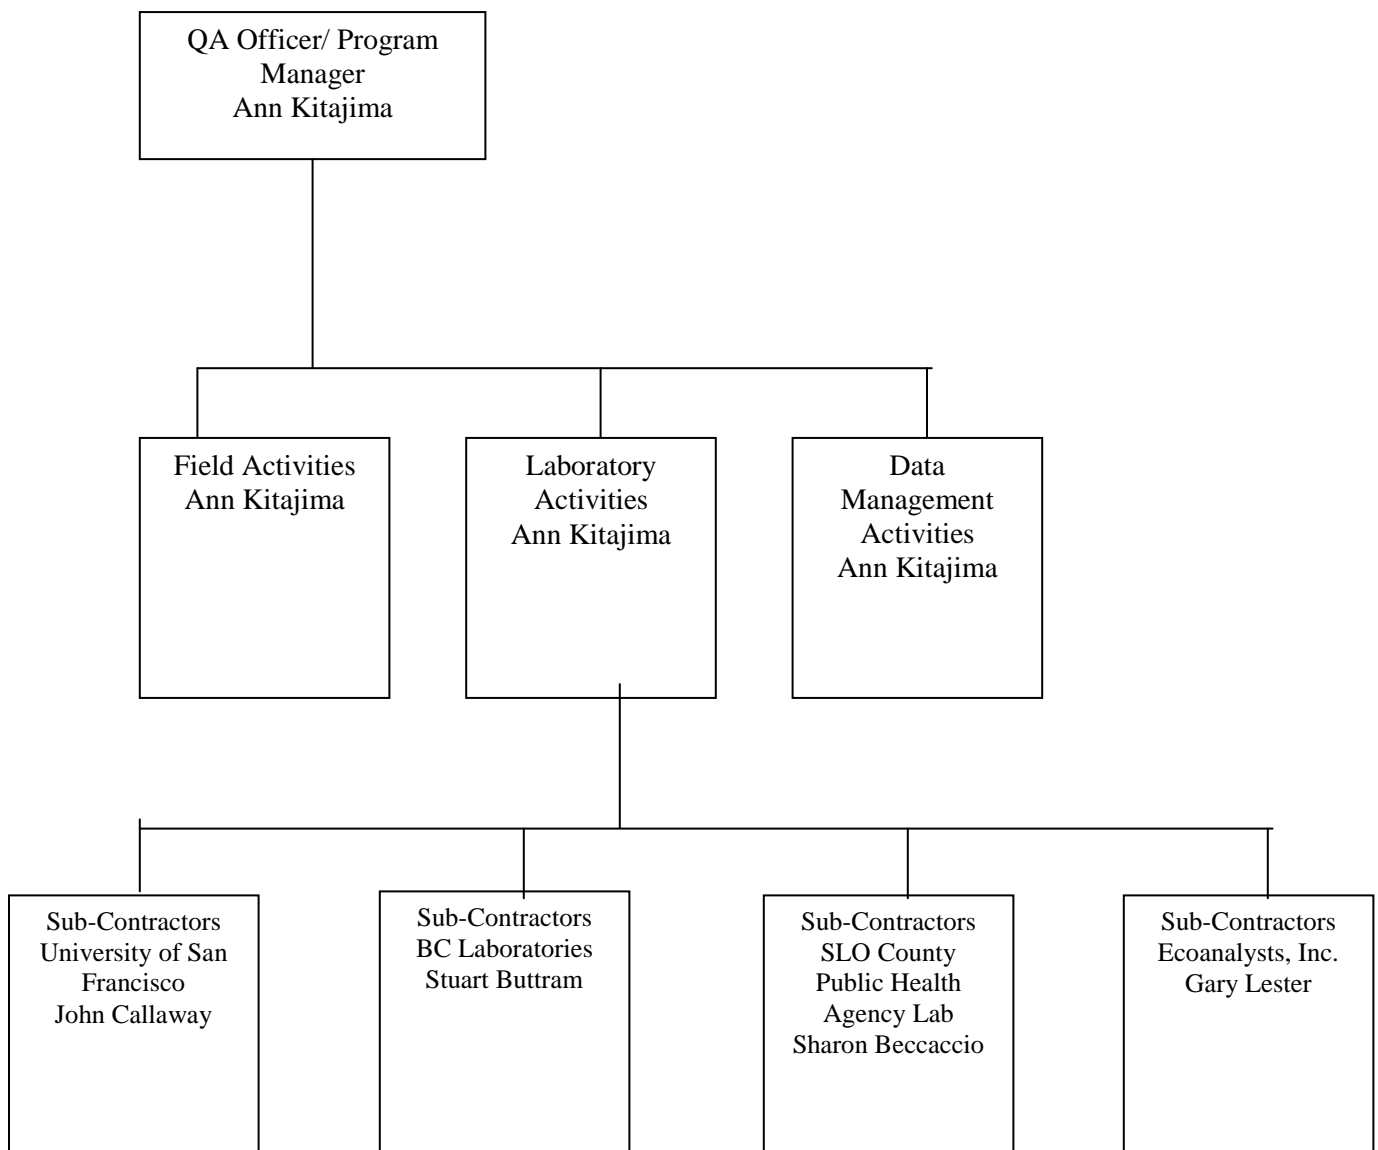 QA Officer/ Program
Manager
Ann Kitajima
Field Activities
Ann Kitajima
Laboratory
Activities
Ann Kitajima
Data
Management
Activities
Ann Kitajima
Sub-Contractors
University of San
Francisco
John Callaway
Sub-Contractors
BC Laboratories
Stuart Buttram
Sub-Contractors
SLO County
Public Health
Agency Lab
Sharon Beccaccio
Sub-Contractors
Ecoanalysts, Inc.
Gary Lester